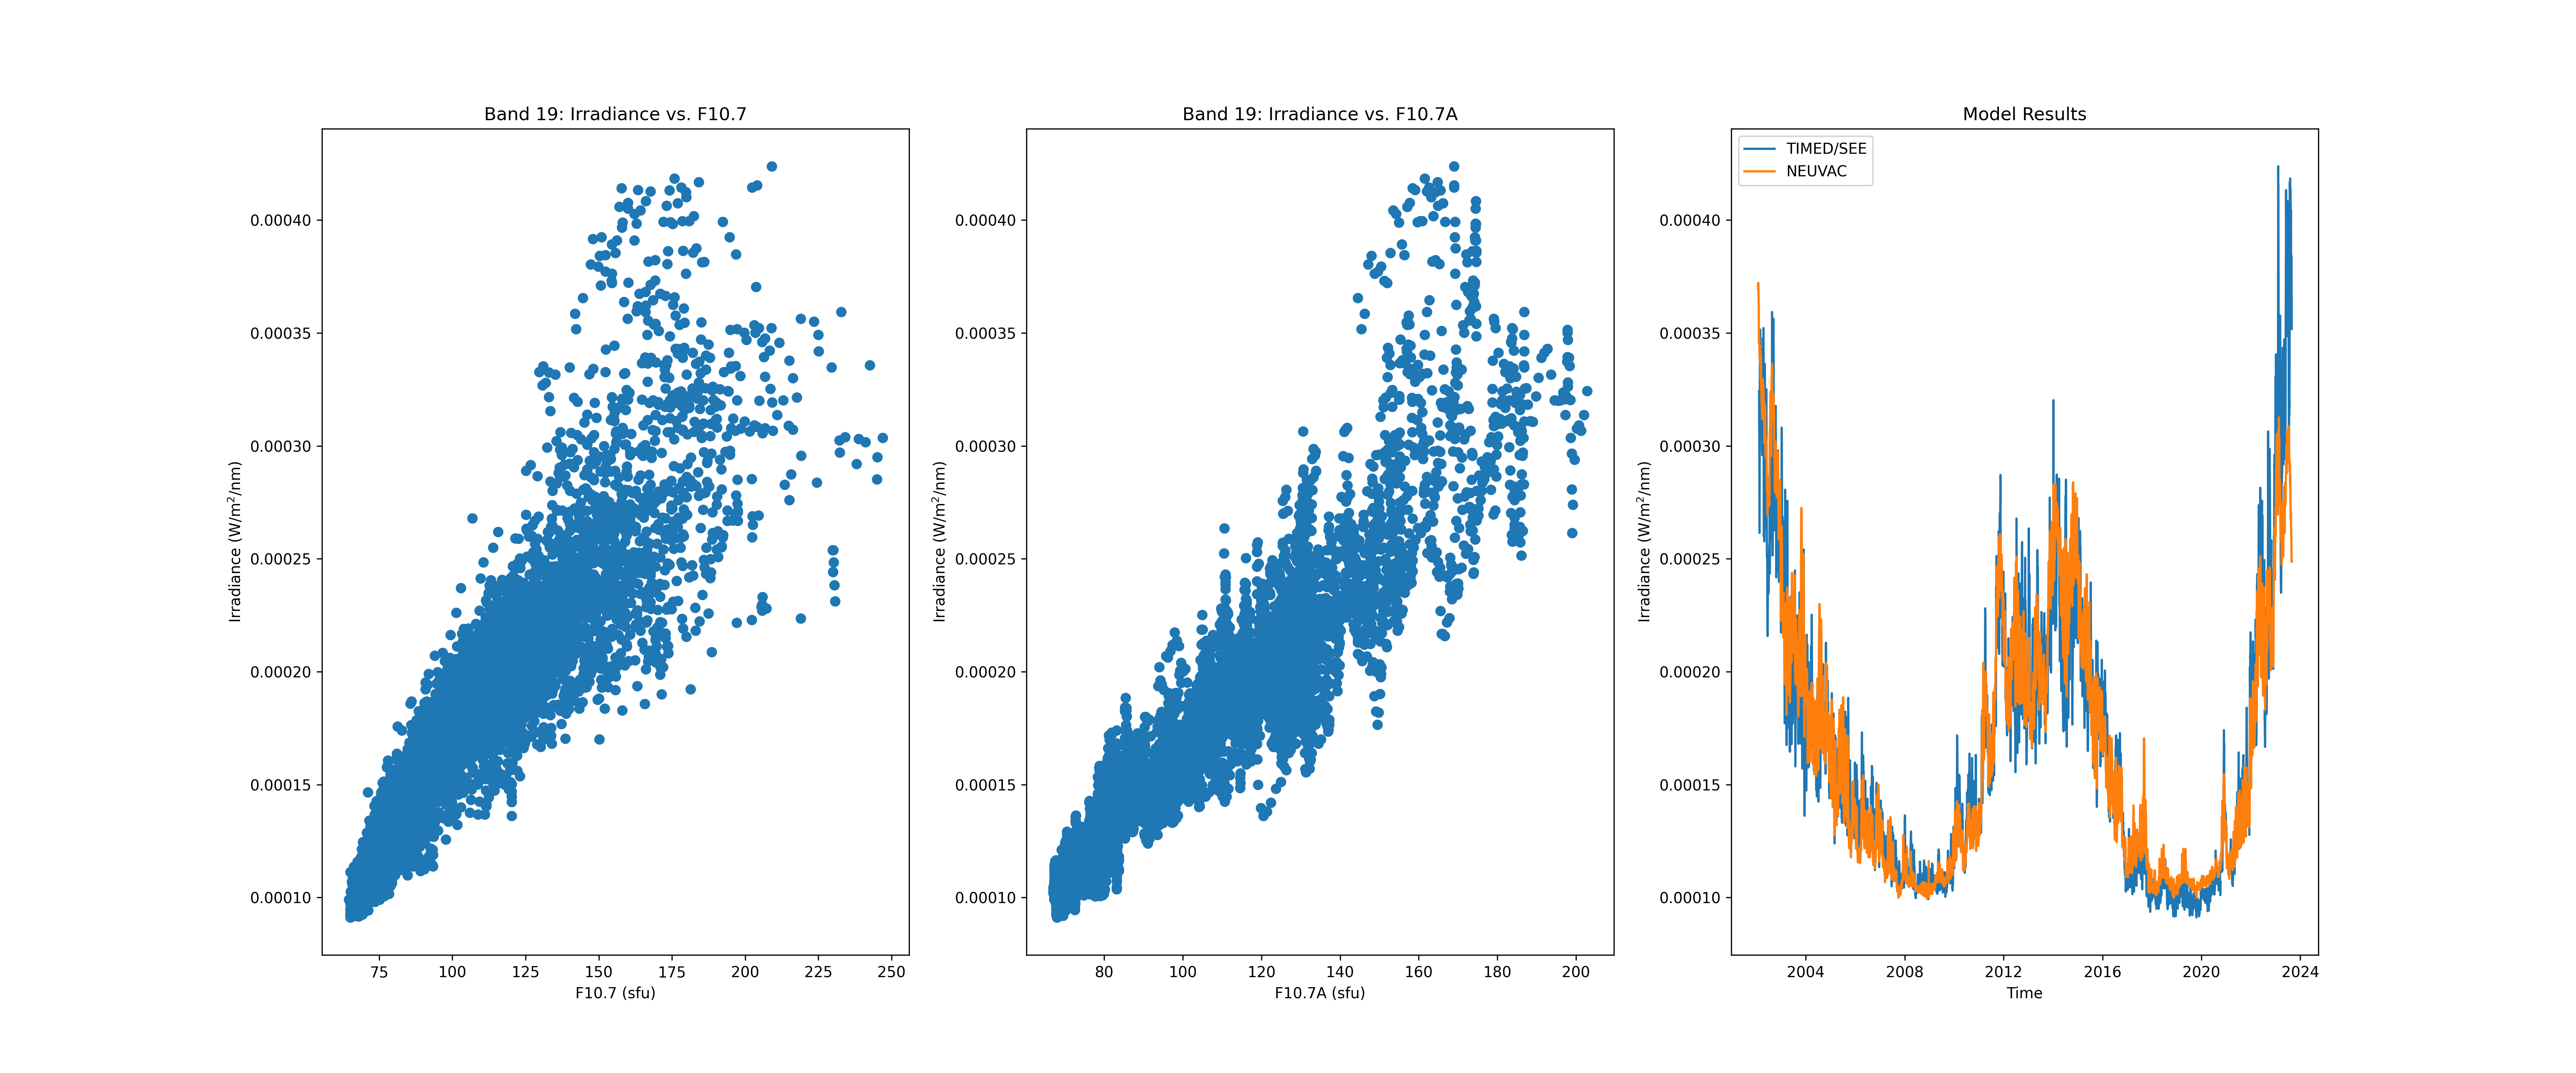 Band 19: Irradiance vs. F10.7
Irradiance (W/m²/nm)
0.00040
0.00035
0.00030
0.00025
0.00020
0.00015
0.00010
75 100 125 150 175 200 225 250
F10.7 (sfu)
Band 19: Irradiance vs. F10.7A
Irradiance (W/m²/nm)
0.00040
0.00035
0.00030
0.00025
0.00020
0.00015
0.00010
80 100 120 140 160 180 200
F10.7A (sfu)
Model Results
TIMED/SEE
NEUVAC
Irradiance (W/m²/nm)
0.00040
0.00035
0.00030
0.00025
0.00020
0.00015
0.00010
2004 2008 2012 2016 2020 2024
Time